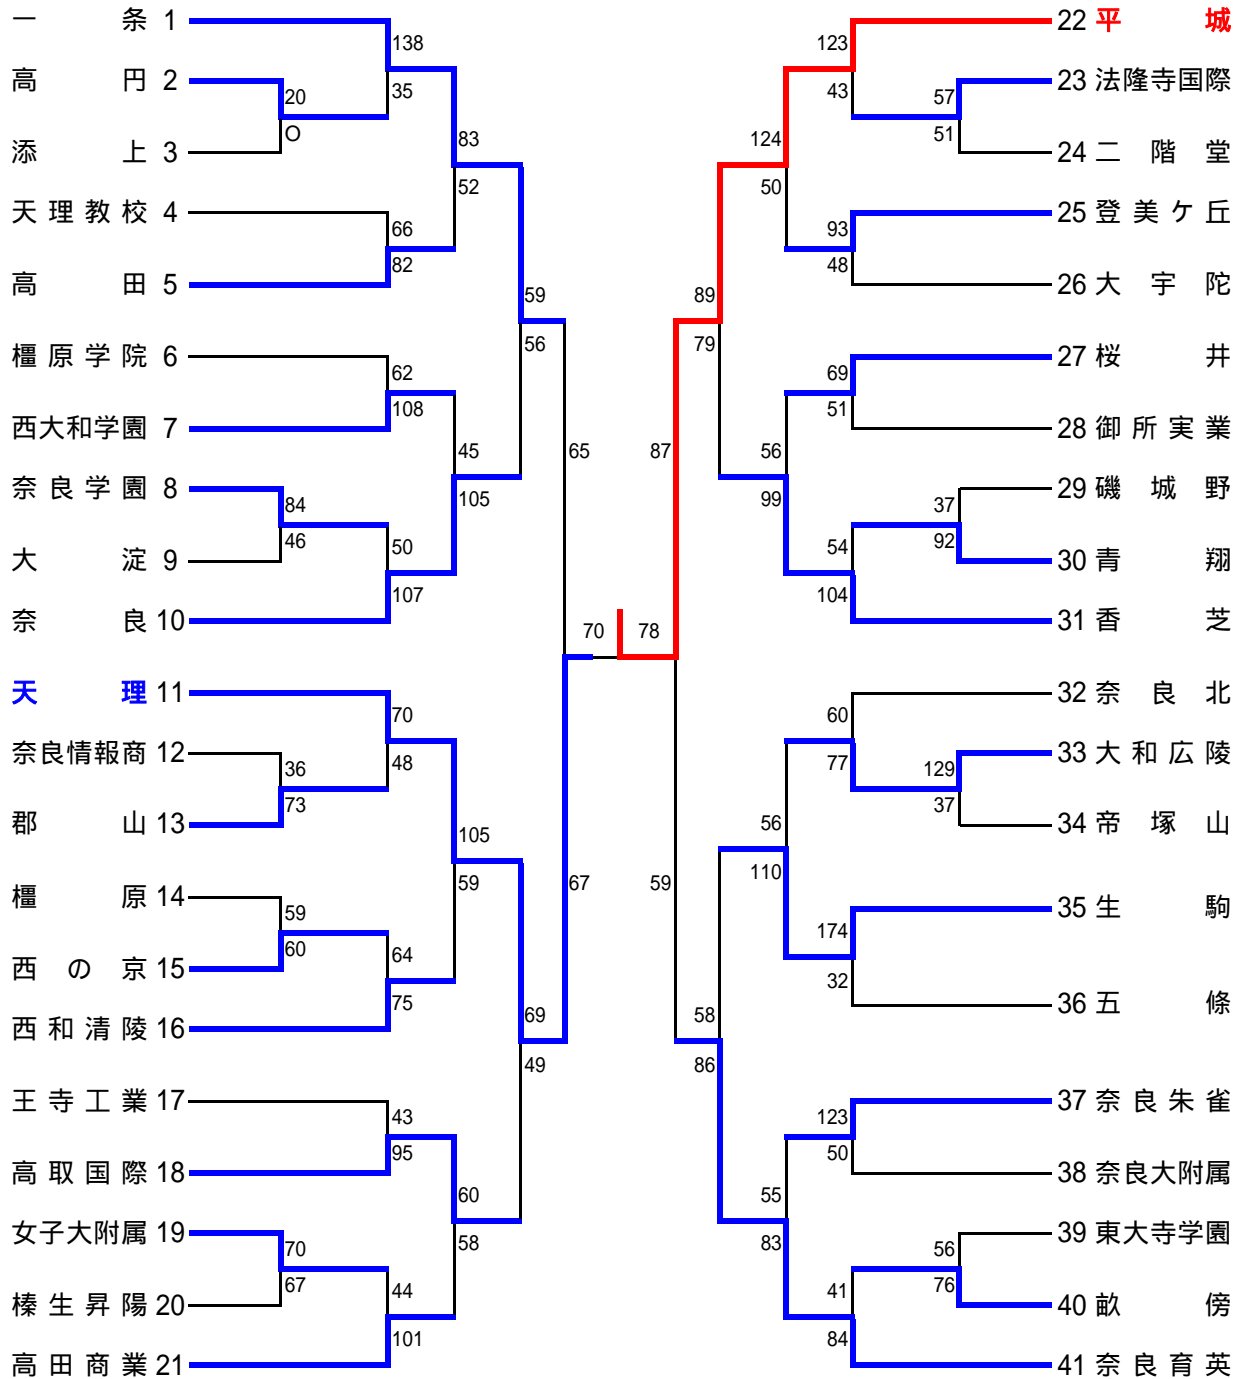 一条 1
高円 2
添上 3
天理教校 4
高田 5
橿原学院 6
西大和学園 7
奈良学園 8
大淀 9
奈良 10
天理 11
奈良情報商 12
郡山 13
橿原 14
西の京 15
西和清陵 16
王寺工業 17
高取国際 18
女子大附属 19
榛生昇陽 20
高田商業 21
20
O
84
46
36
73
59
60
70
67
138
35
66
82
62
108
50
107
70
48
64
75
43
95
44
101
83
52
45
105
105
59
60
58
59
56
69
49
65
67
70
78
87
59
89
79
58
86
124
50
56
99
56
110
55
83
123
43
93
48
69
51
54
104
60
77
174
32
123
50
41
84
57
51
37
92
129
37
56
76
22 平城
23 法隆寺国際
24 二階堂
25 登美ケ丘
26 大宇陀
27 桜井
28 御所実業
29 磯城野
30 青翔
31 香芝
32 奈良北
33 大和広陵
34 帝塚山
35 生駒
36 五條
37 奈良朱雀
38 奈良大附属
39 東大寺学園
40 畝傍
41 奈良育英